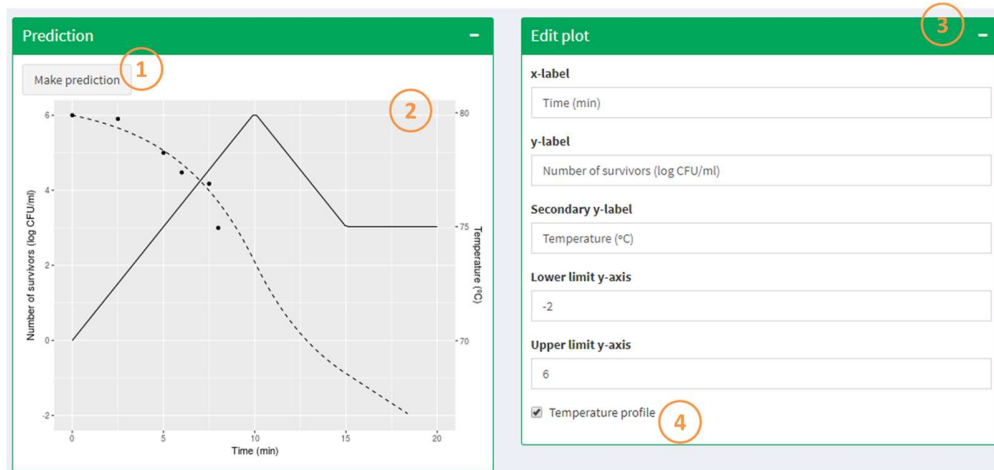 Prediction
−
1
Make prediction
2
6
4
2
0
-2
80
75
70
0
5
10
15
20
Number of survivors (log CFU/ml)
Temperature (ºC)
Time (min)
Edit plot
3
−
x-label
Time (min)
y-label
Number of survivors (log CFU/ml)
Secondary y-label
Temperature (ºC)
Lower limit y-axis
-2
Upper limit y-axis
6
Temperature profile
4